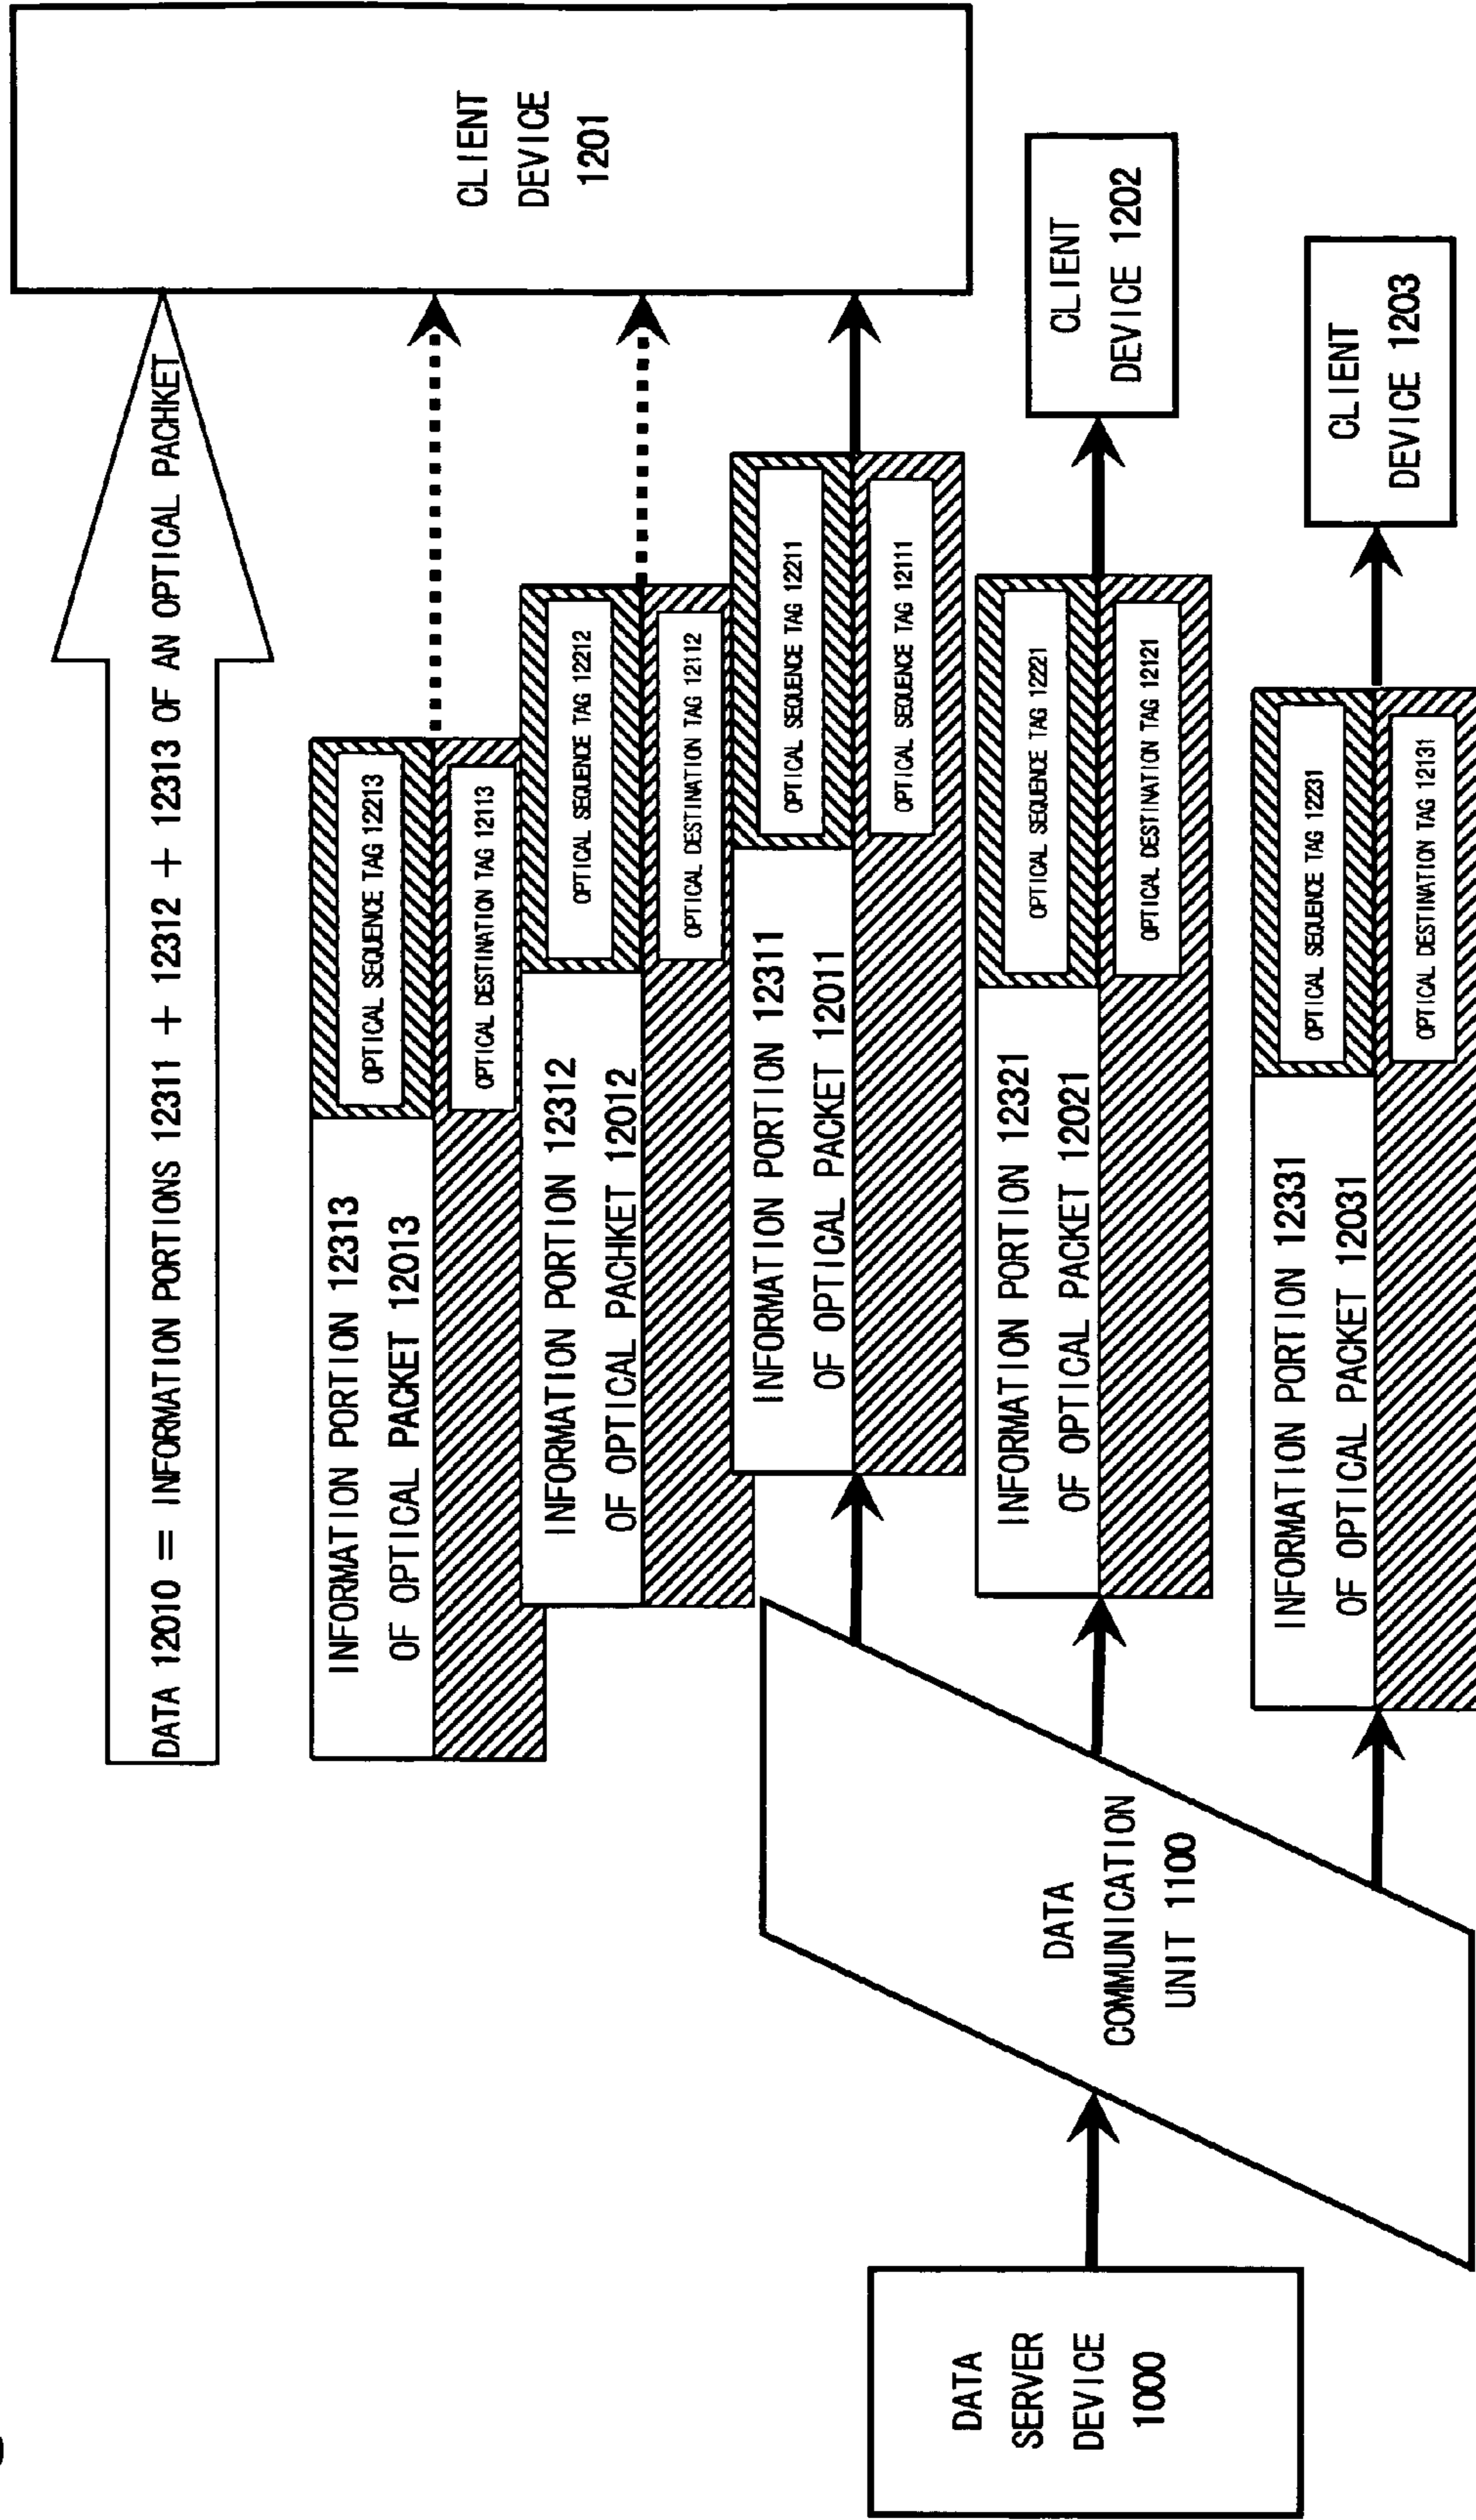 DATA 12010 = INFORMATION PORTIONS 12311 + 12312 + 12313 OF AN OPTICAL PACHKET
INFORMATION PORTION 12313
OF OPTICAL PACKET 12013
OPTICAL SEQUENCE TAG 12213
OPTICAL DESTINATION TAG 12113
INFORMATION PORTION 12312
OF OPTICAL PACHKET 12012
OPTICAL SEQUENCE TAG 12212
OPTICAL DESTINATION TAG 12112
INFORMATION PORTION 12311
OF OPTICAL PACKET 12011
OPTICAL SEQUENCE TAG 12211
OPTICAL SEQUENCE TAG 12111
CLIENT
DEVICE
1201
INFORMATION PORTION 12321
OF OPTICAL PACKET 12021
OPTICAL SEQUENCE TAG 12221
OPTICAL DESTINATION TAG 12121
CLIENT
DEVICE 1202
INFORMATION PORTION 12331
OF OPTICAL PACKET 12031
OPTICAL SEQUENCE TAG 12231
OPTICAL DESTINATION TAG 12131
CLIENT
DEVICE 1203
DATA
COMMUNICATION
UNIT 1100
DATA
SERVER
DEVICE
1000